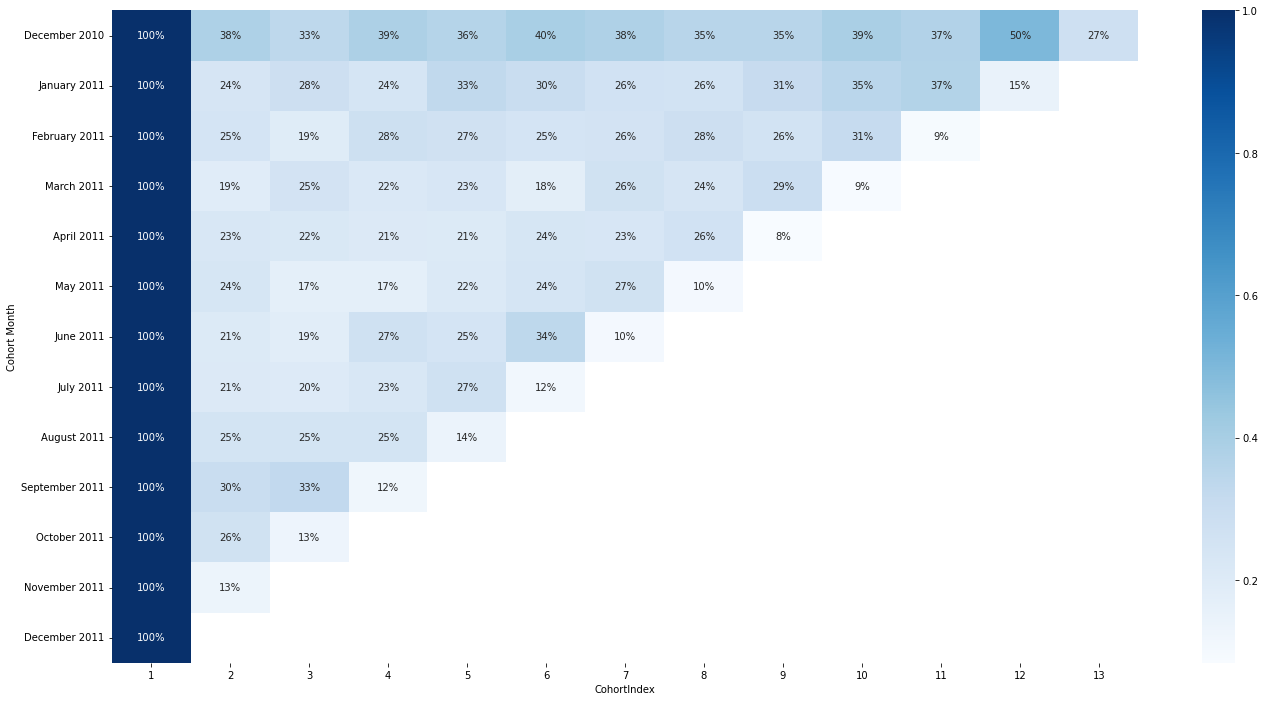 December 2010 100% 38% 33% 39% 36% 40% 38% 35% 35% 39% 37% 50% 27%
January 2011 100% 24% 28% 24% 33% 30% 26% 26% 31% 35% 37% 15%
February 2011 100% 25% 19% 28% 27% 25% 26% 28% 26% 31% 9%
March 2011 100% 19% 25% 22% 23% 18% 26% 24% 29% 9%
April 2011 100% 23% 22% 21% 21% 24% 23% 26% 8%
May 2011 100% 24% 17% 17% 22% 24% 27% 10%
June 2011 100% 21% 19% 27% 25% 34% 10%
July 2011 100% 21% 20% 23% 27% 12%
August 2011 100% 25% 25% 25% 14%
September 2011 100% 30% 33% 12%
October 2011 100% 26% 13%
November 2011 100% 13%
December 2011 100%
1 2 3 4 5 6 7 8 9 10 11 12 13
CohortIndex
Cohort Month
1.0
0.8
0.6
0.4
0.2